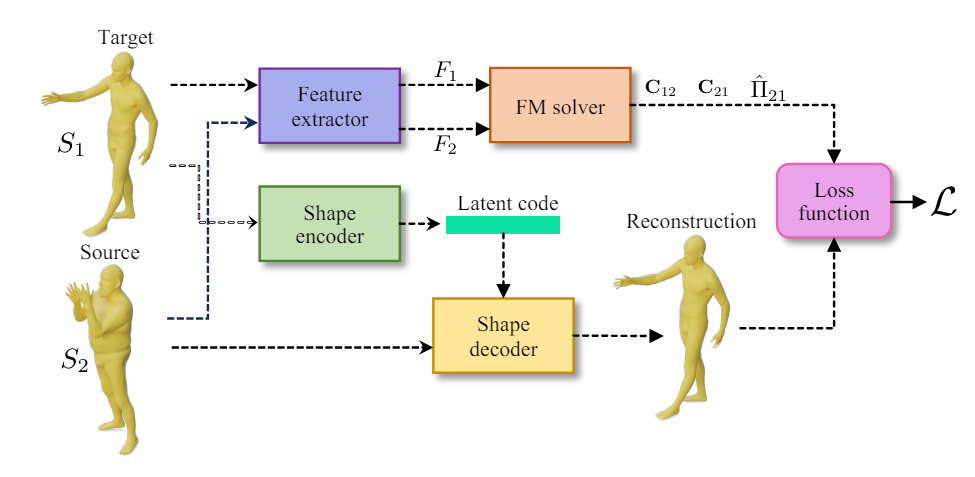 Target
S₁
Source
S₂
Feature
extractor
F₁
F₂
FM solver
C₁₂ C₂₁ Π̂₂₁
Shape
encoder
Latent code
Shape
decoder
Reconstruction
Loss
function
ℒ